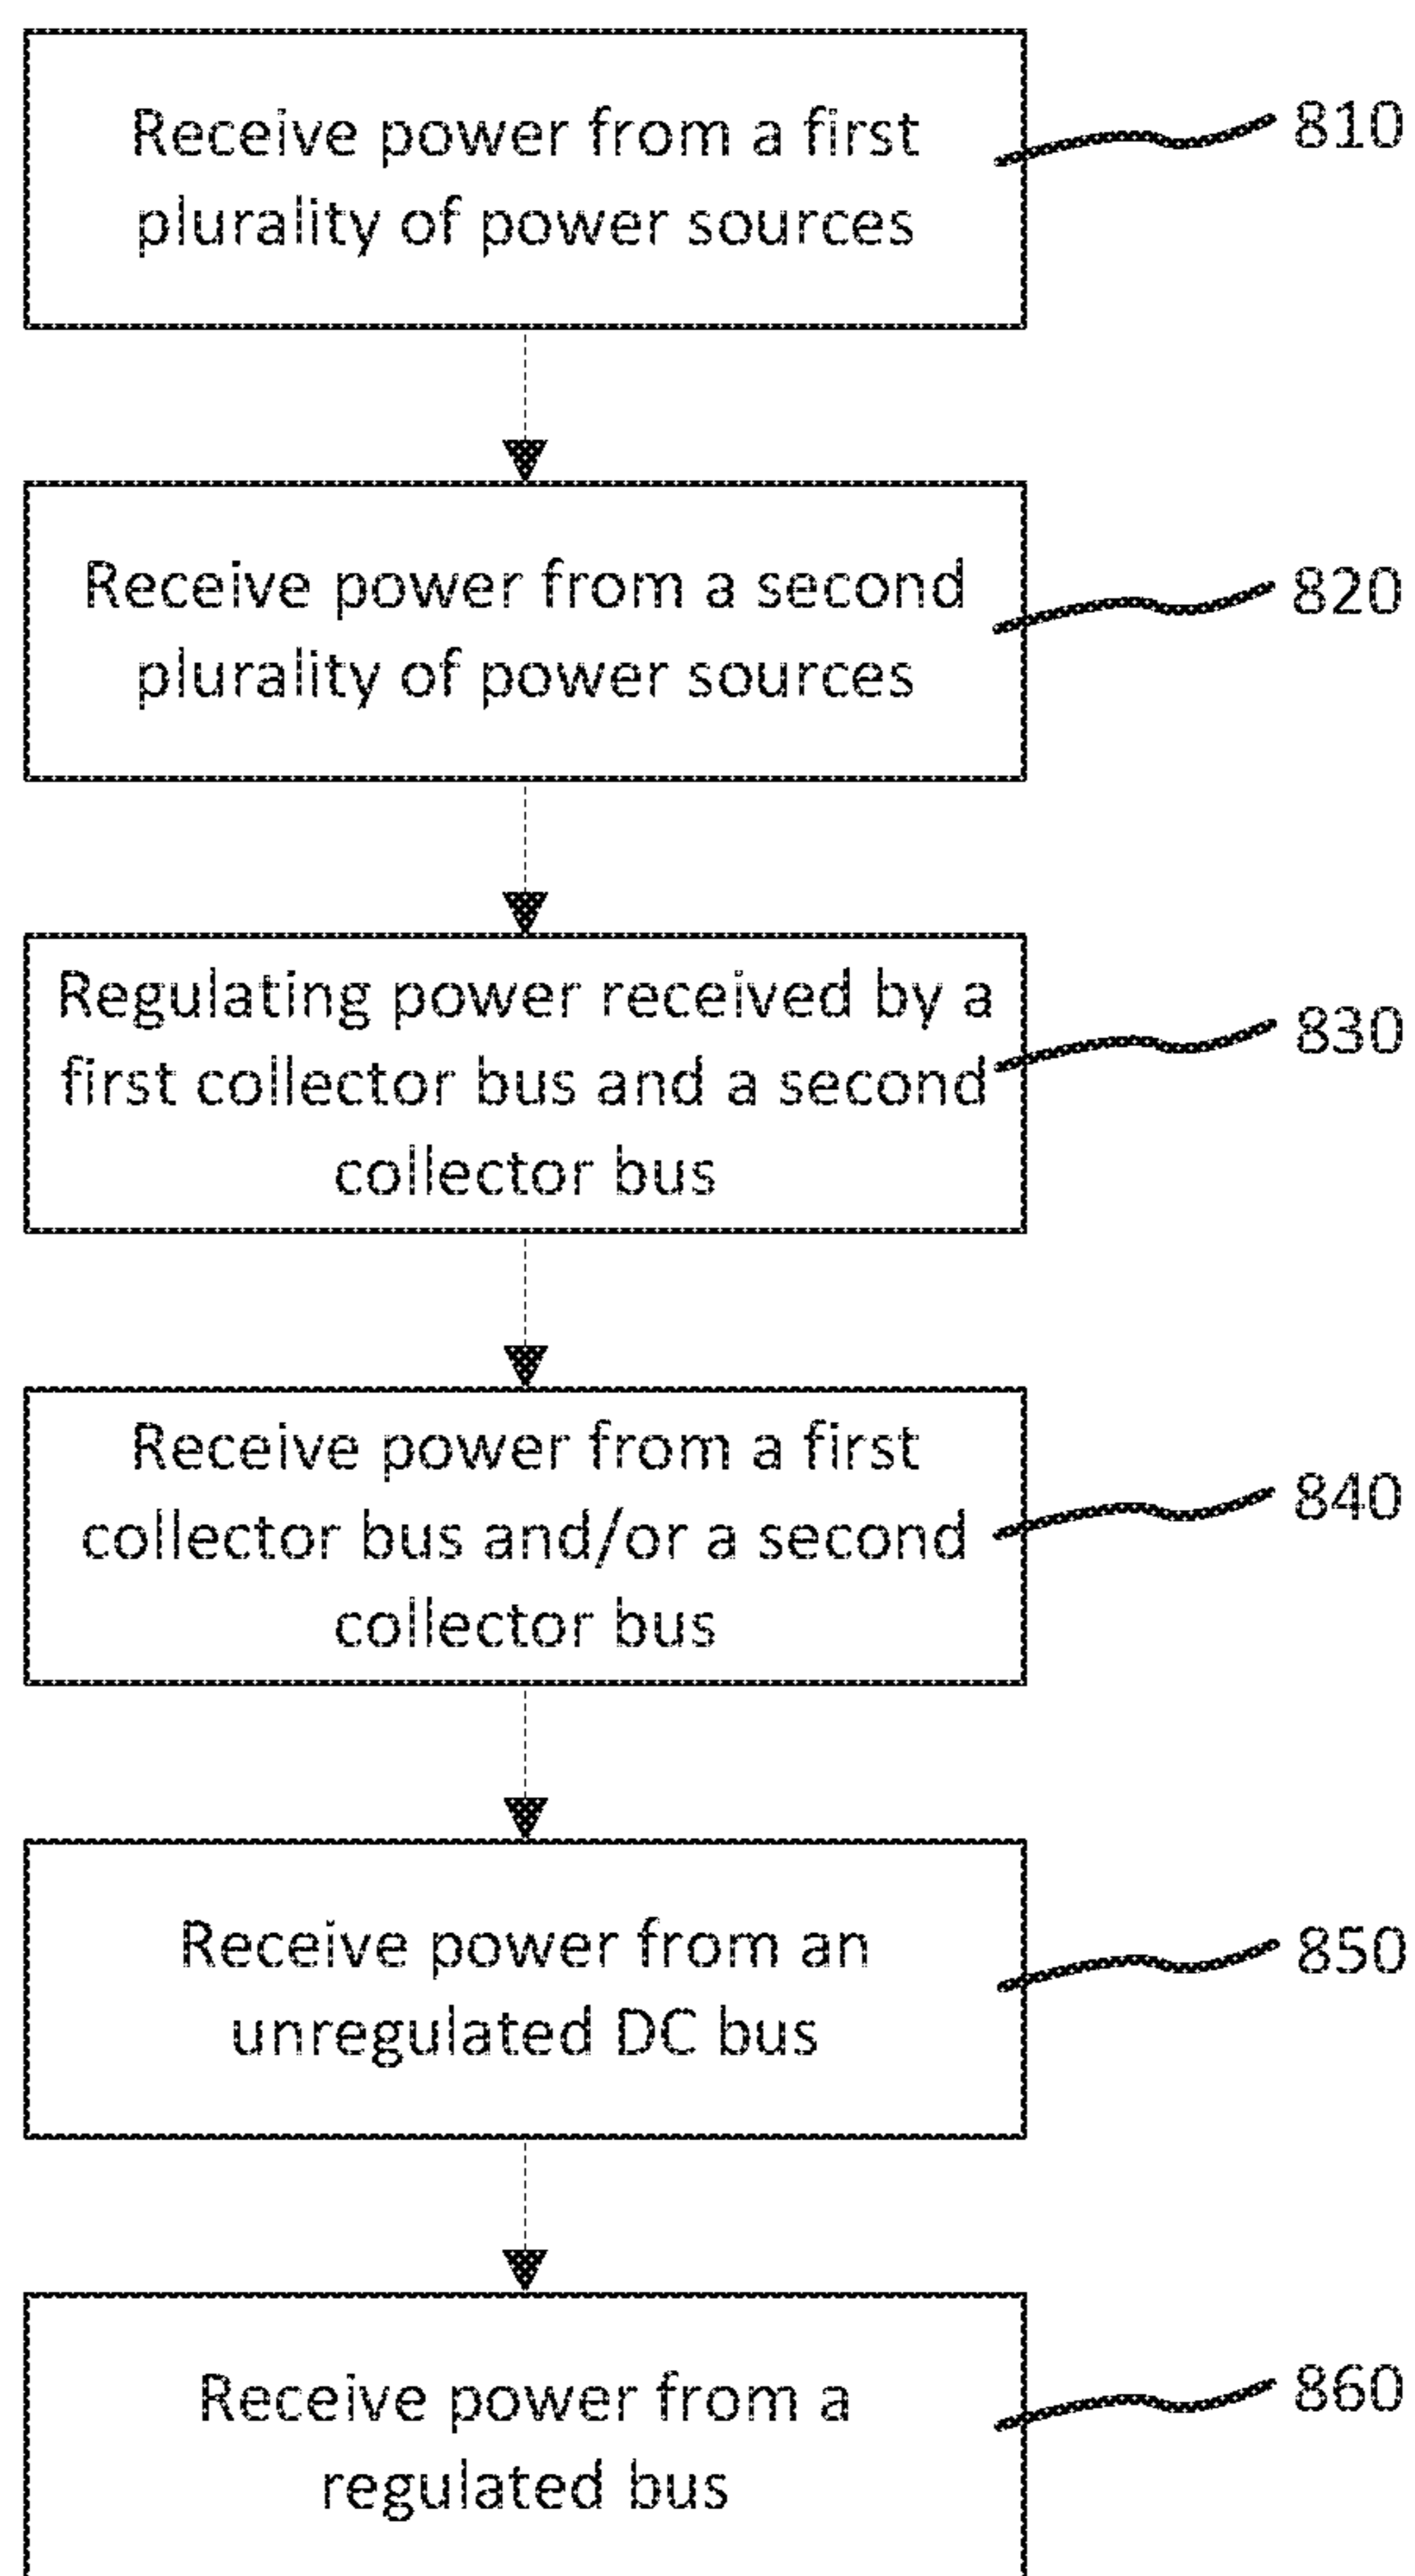 Receive power from a first
plurality of power sources
810
Receive power from a second
plurality of power sources
820
Regulating power received by a
first collector bus and a second
collector bus
830
Receive power from a first
collector bus and/or a second
collector bus
840
Receive power from an
unregulated DC bus
850
Receive power from a
regulated bus
860